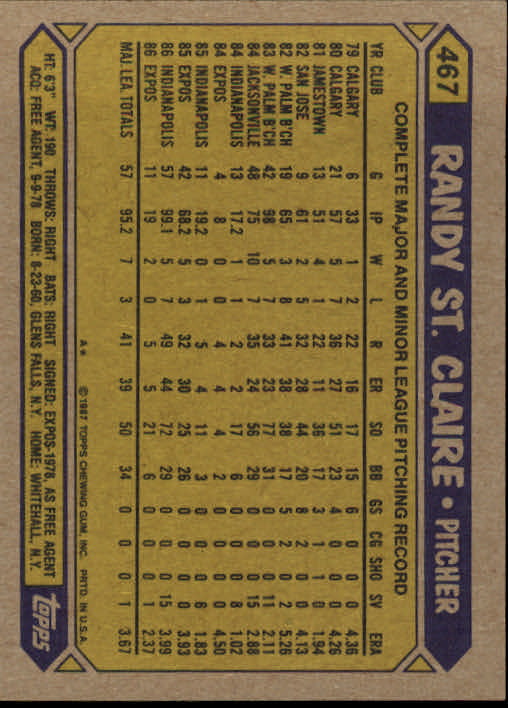 467 RANDY ST. CLAIRE • PITCHER
COMPLETE MAJOR AND MINOR LEAGUE PITCHING RECORD
YR CLUB G IP W L R ER SO BB GS CG SHO SV ERA
79 CALGARY 6 33 1 2 22 16 17 15 6 0 0 0 4.36
80 CALGARY 21 57 5 7 36 27 51 23 4 0 0 0 4.26
81 JAMESTOWN 13 51 4 1 22 11 36 17 3 1 1 0 1.94
82 SAN JOSE 9 61 2 5 32 28 44 20 8 2 0 0 4.13
82 W. PALM B'CH 19 65 3 8 41 38 38 17 5 2 0 2 5.26
83 W. PALM B'CH 42 98 5 7 33 23 77 31 0 0 0 11 2.11
84 JACKSONVILLE 48 75 10 7 35 24 56 29 0 0 0 15 2.88
84 INDIANAPOLIS 13 17.2 1 1 2 2 17 6 0 0 0 8 1.02
84 EXPOS 4 8 0 0 4 4 4 2 0 0 0 0 4.50
85 INDIANAPOLIS 11 19.2 0 1 5 4 11 3 0 0 0 6 1.83
85 EXPOS 42 68.2 5 3 32 30 25 26 0 0 0 0 3.93
86 INDIANAPOLIS 57 99.1 5 7 49 44 72 29 0 0 0 15 3.99
86 EXPOS 11 19 2 0 5 5 21 6 0 0 0 1 2.37
MAJ. LEA. TOTALS 57 95.2 7 3 41 39 50 34 0 0 0 1 3.67
A* © 1987 TOPPS CHEWING GUM, INC. PRTD. IN U.S.A.
HT: 6'3" WT: 190 THROWS: RIGHT BATS: RIGHT SIGNED: EXPOS-1978, AS FREE AGENT
ACQ: FREE AGENT, 9-9-78 BORN: 8-23-60, GLENS FALLS, N.Y. HOME: WHITEHALL, N.Y.
TOPPS